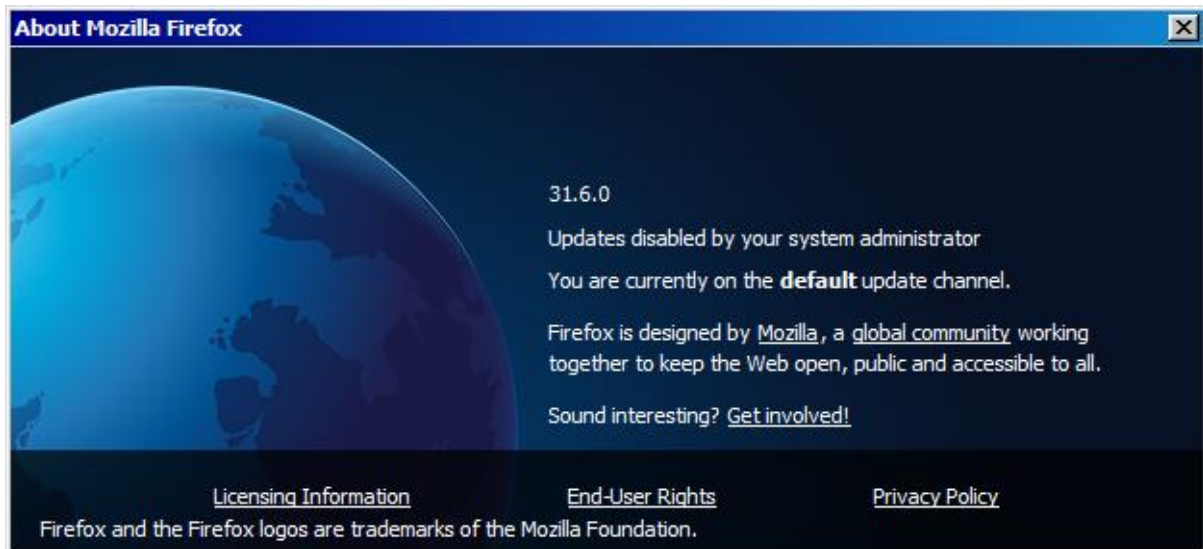 About Mozilla Firefox
31.6.0
Updates disabled by your system administrator
You are currently on the default update channel.
Firefox is designed by Mozilla, a global community working
together to keep the Web open, public and accessible to all.
Sound interesting? Get involved!
Licensing Information End-User Rights Privacy Policy
Firefox and the Firefox logos are trademarks of the Mozilla Foundation.